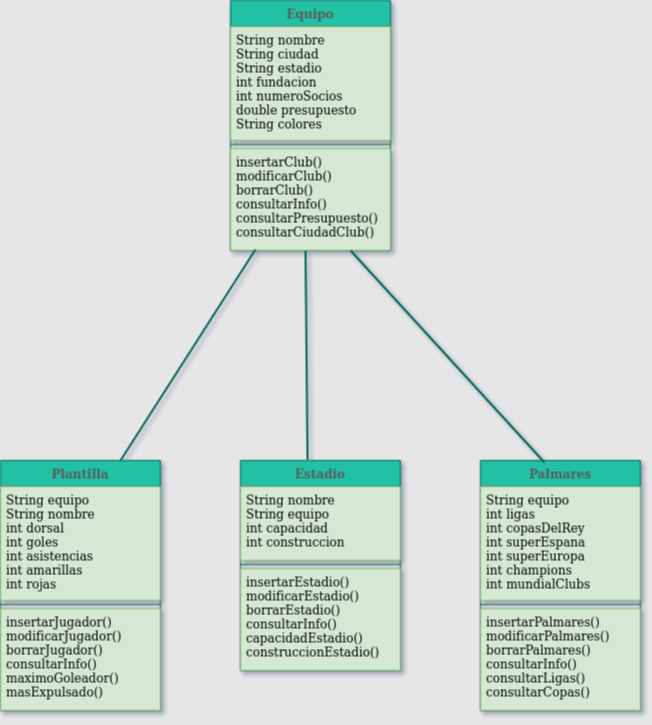 Equipo
String nombre
String ciudad
String estadio
int fundacion
int numeroSocios
double presupuesto
String colores
insertarClub()
modificarClub()
borrarClub()
consultarInfo()
consultarPresupuesto()
consultarCiudadClub()
Plantilla
String equipo
String nombre
int dorsal
int goles
int asistencias
int amarillas
int rojas
insertarJugador()
modificarJugador()
borrarJugador()
consultarInfo()
maximoGoleador()
masExpulsado()
Estadio
String nombre
String equipo
int capacidad
int construccion
insertarEstadio()
modificarEstadio()
borrarEstadio()
consultarInfo()
capacidadEstadio()
construccionEstadio()
Palmares
String equipo
int ligas
int copasDelRey
int superEspana
int superEuropa
int champions
int mundialClubs
insertarPalmares()
modificarPalmares()
borrarPalmares()
consultarInfo()
consultarLigas()
consultarCopas()